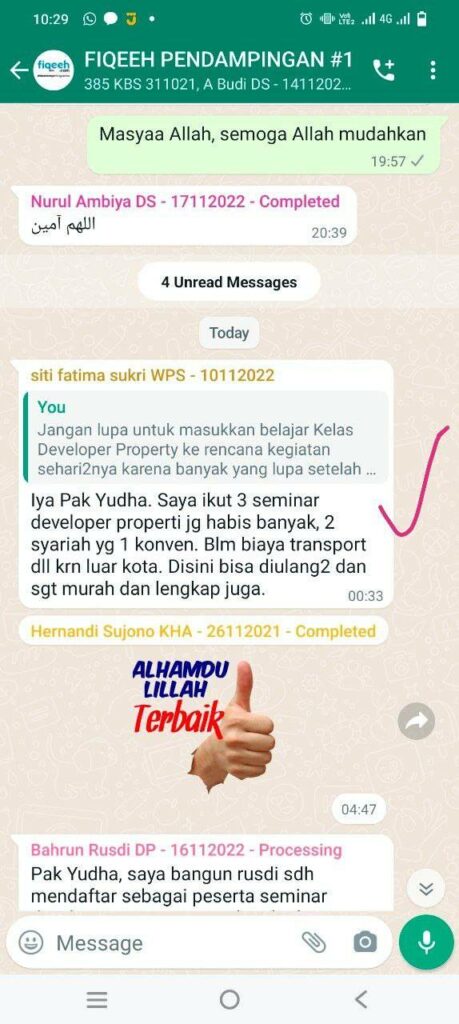 10:29
Vo))
LTE2
4G
fiqeeh
.com
FIQEEH PENDAMPINGAN #1
385 KBS 311021, A Budi DS - 1411202...
Masyaa Allah, semoga Allah mudahkan
19:57
Nurul Ambiya DS - 17112022 - Completed
اللهم آمين
20:39
4 Unread Messages
Today
siti fatima sukri WPS - 10112022
You
Jangan lupa untuk masukkan belajar Kelas
Developer Property ke rencana kegiatan
sehari2nya karena banyak yang lupa setelah ...
Iya Pak Yudha. Saya ikut 3 seminar
developer properti jg habis banyak, 2
syariah yg 1 konven. Blm biaya transport
dll krn luar kota. Disini bisa diulang2 dan
sgt murah dan lengkap juga.
00:33
Hernandi Sujono KHA - 26112021 - Completed
ALHAMDU
LILLAH
Terbaik
04:47
Bahrun Rusdi DP - 16112022 - Processing
Pak Yudha, saya bangun rusdi sdh
mendaftar sebagai peserta seminar
Message